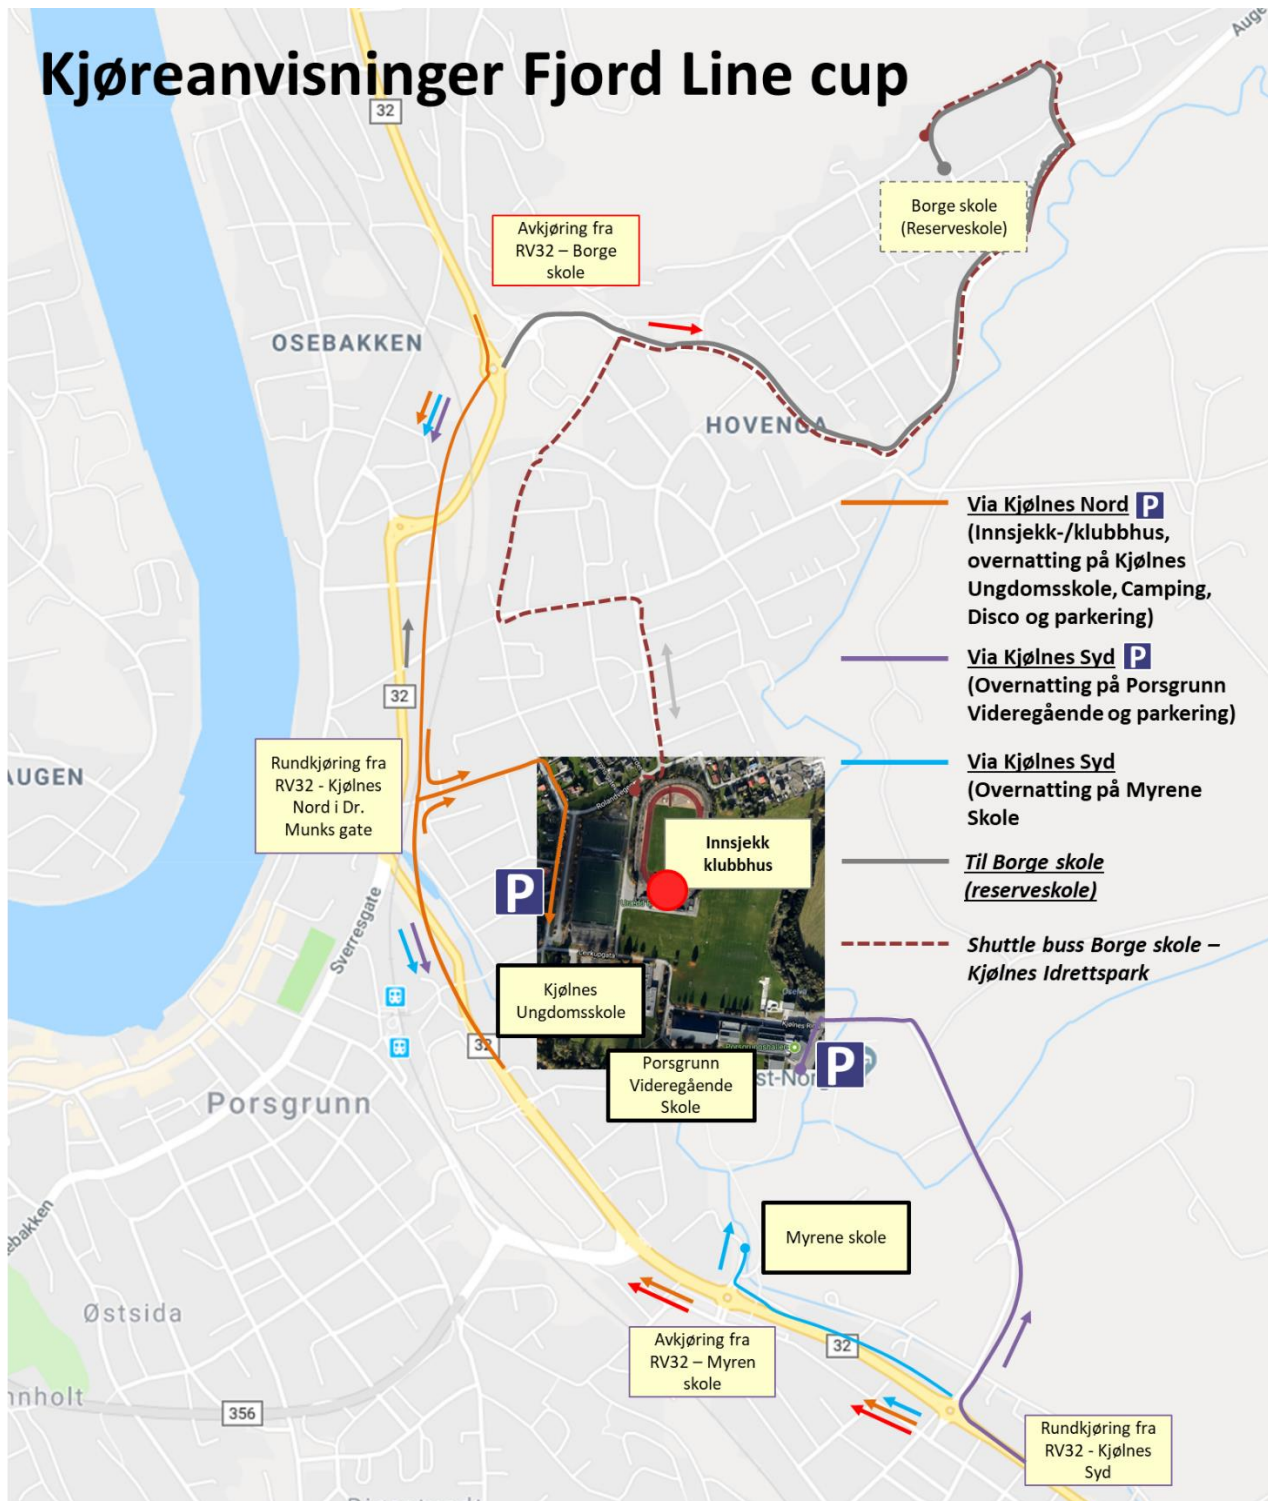 Kjøreanvisninger Fjord Line cup
32
Avkjøring fra
RV32 – Borge
skole
Borge skole
(Reserveskole)
OSEBAKKEN
HOVENGA
Via Kjølnes Nord P
(Innsjekk-/klubbhus,
overnatting på Kjølnes
Ungdomsskole, Camping,
Disco og parkering)
Via Kjølnes Syd P
(Overnatting på Porsgrunn
Videregående og parkering)
Via Kjølnes Syd
(Overnatting på Myrene
Skole
Til Borge skole
(reserveskole)
Shuttle buss Borge skole –
Kjølnes Idrettspark
32
AUGEN
Rundkjøring fra
RV32 - Kjølnes
Nord i Dr.
Munks gate
Innsjekk
klubbhus
P
Sverresgate
Kjølnes
Ungdomsskole
32
Porsgrunn
Videregående
Skole
P
st-Nor
Porsgrunn
Myrene skole
Østsida
Avkjøring fra
RV32 – Myren
skole
32
356
Rundkjøring fra
RV32 - Kjølnes
Syd